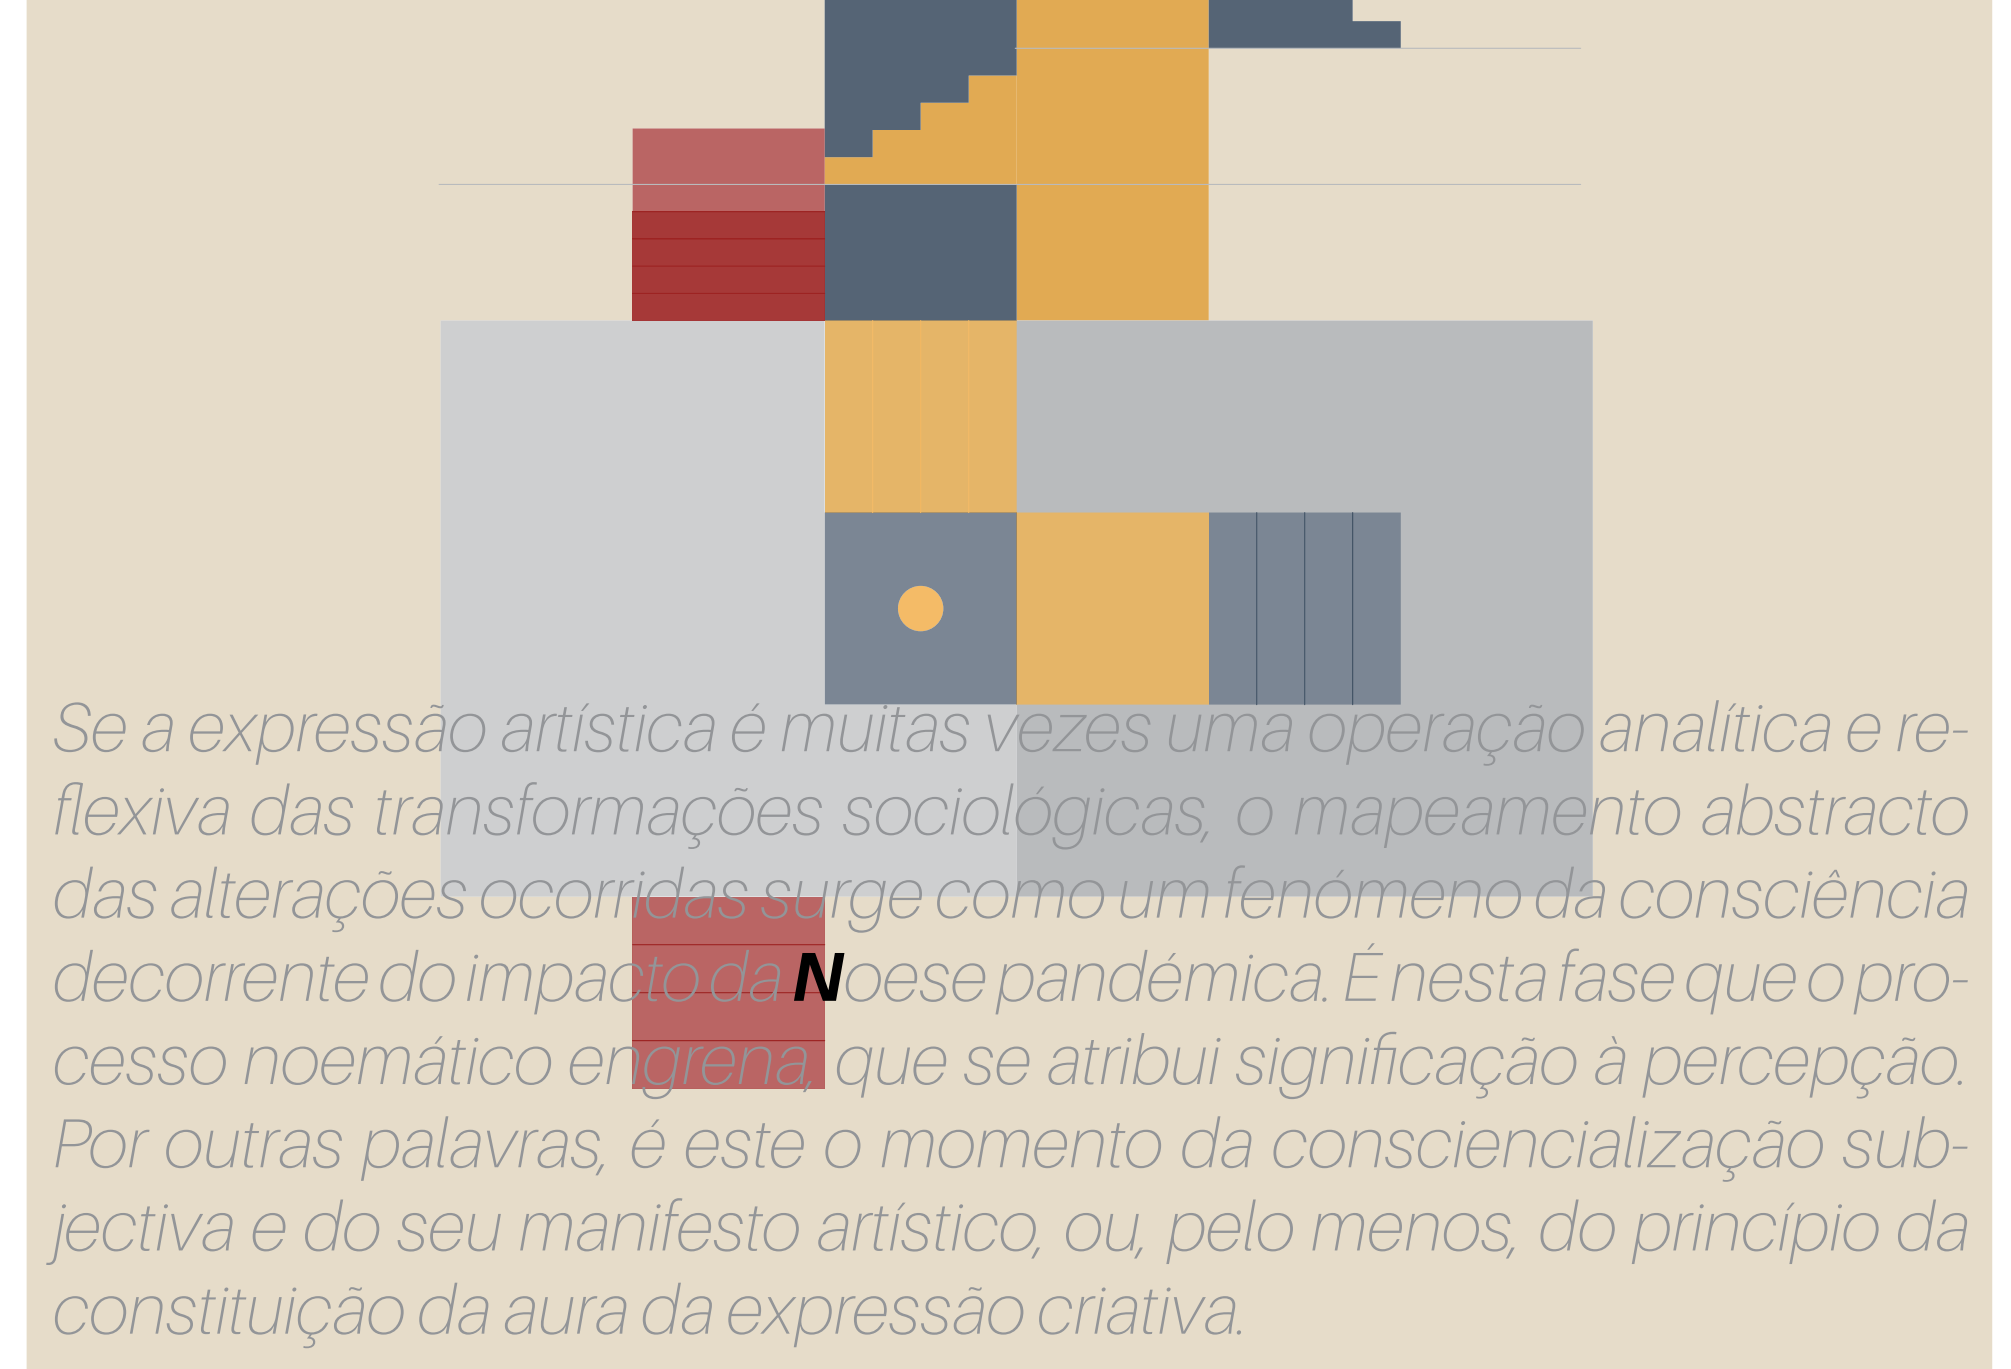 Se a expressão artística é muitas vezes uma operação analítica e re-
flexiva das transformações sociológicas, o mapeamento abstracto
das alterações ocorridas surge como um fenómeno da consciência
decorrente do impacto da Noese pandémica. É nesta fase que o pro-
cesso noemático engrena, que se atribui significação à percepção.
Por outras palavras, é este o momento da consciencialização sub-
jectiva e do seu manifesto artístico, ou, pelo menos, do princípio da
constituição da aura da expressão criativa.